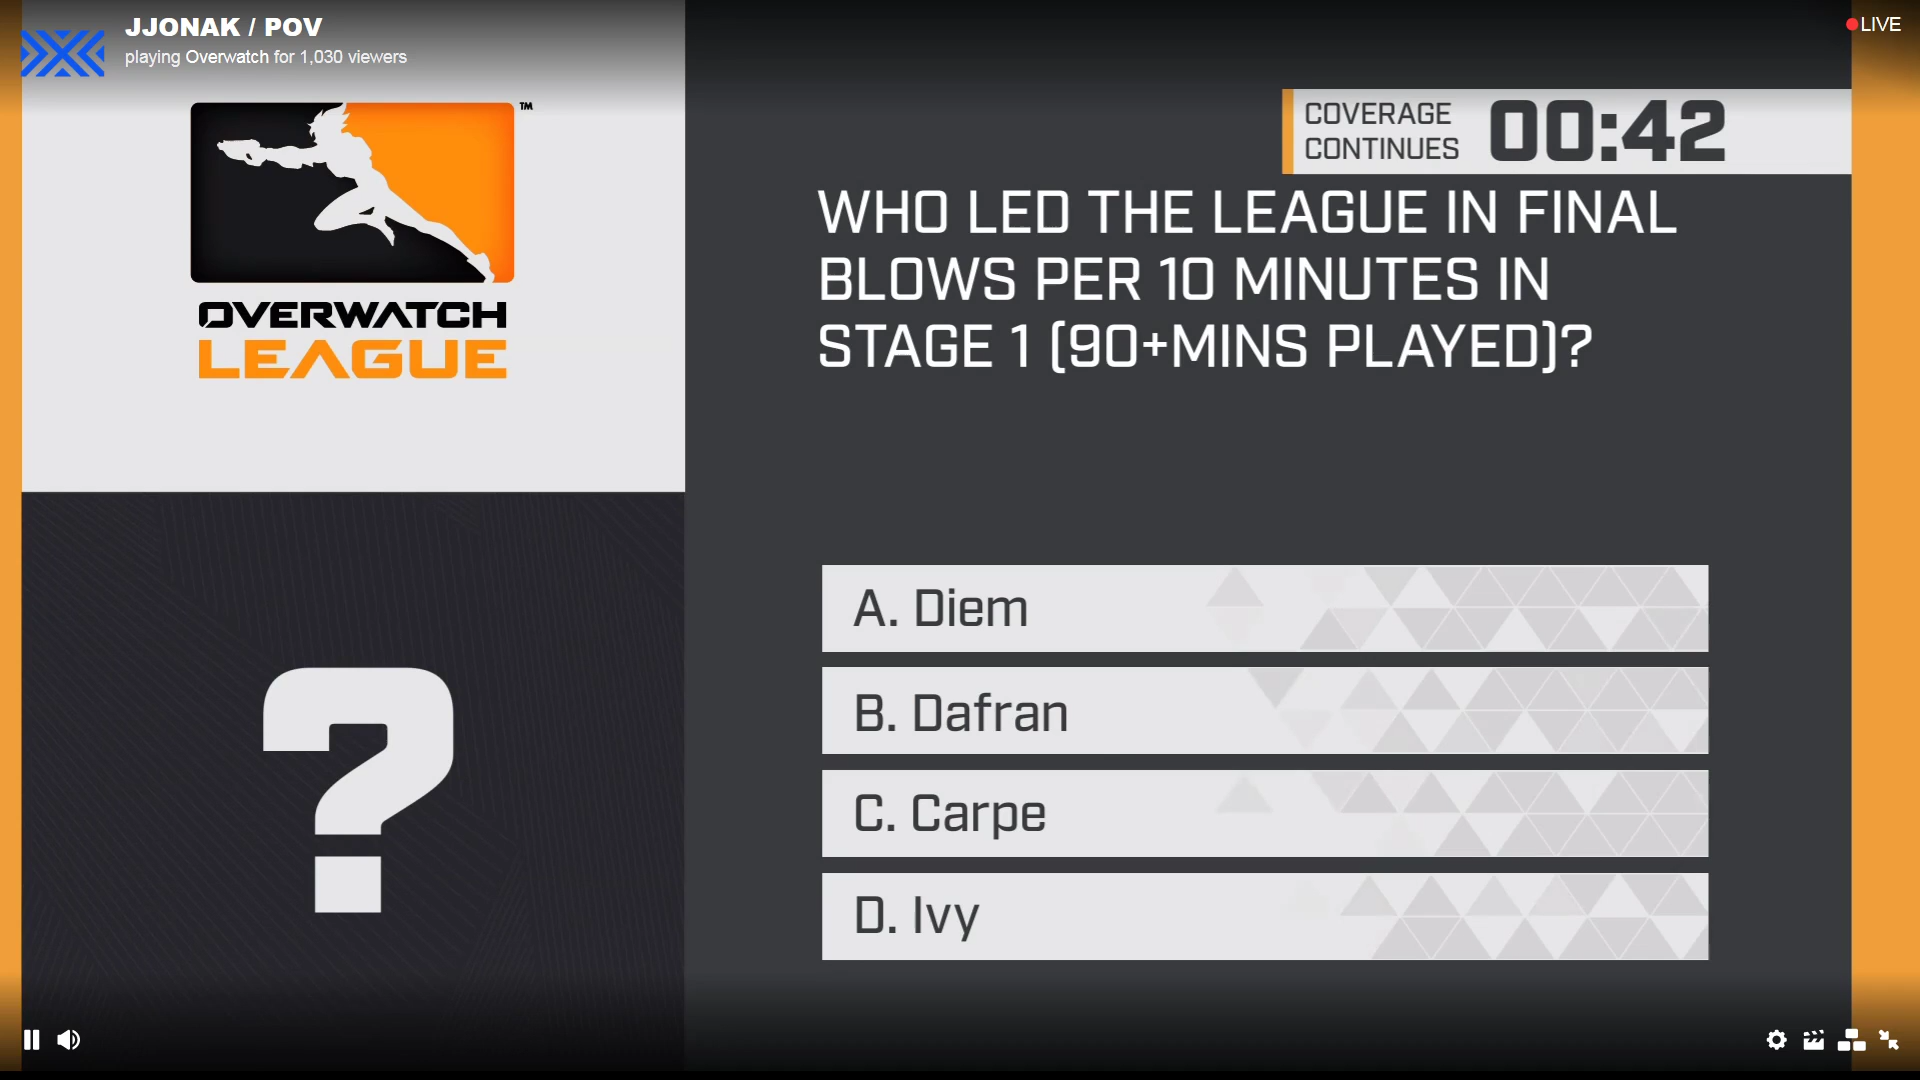 JJONAK / POV
playing Overwatch for 1,030 viewers
LIVE
TM
OVERWATCH
LEAGUE
COVERAGE
CONTINUES
00:42
WHO LED THE LEAGUE IN FINAL
BLOWS PER 10 MINUTES IN
STAGE 1 (90+MINS PLAYED)?
A. Diem
B. Dafran
C. Carpe
D. Ivy
?